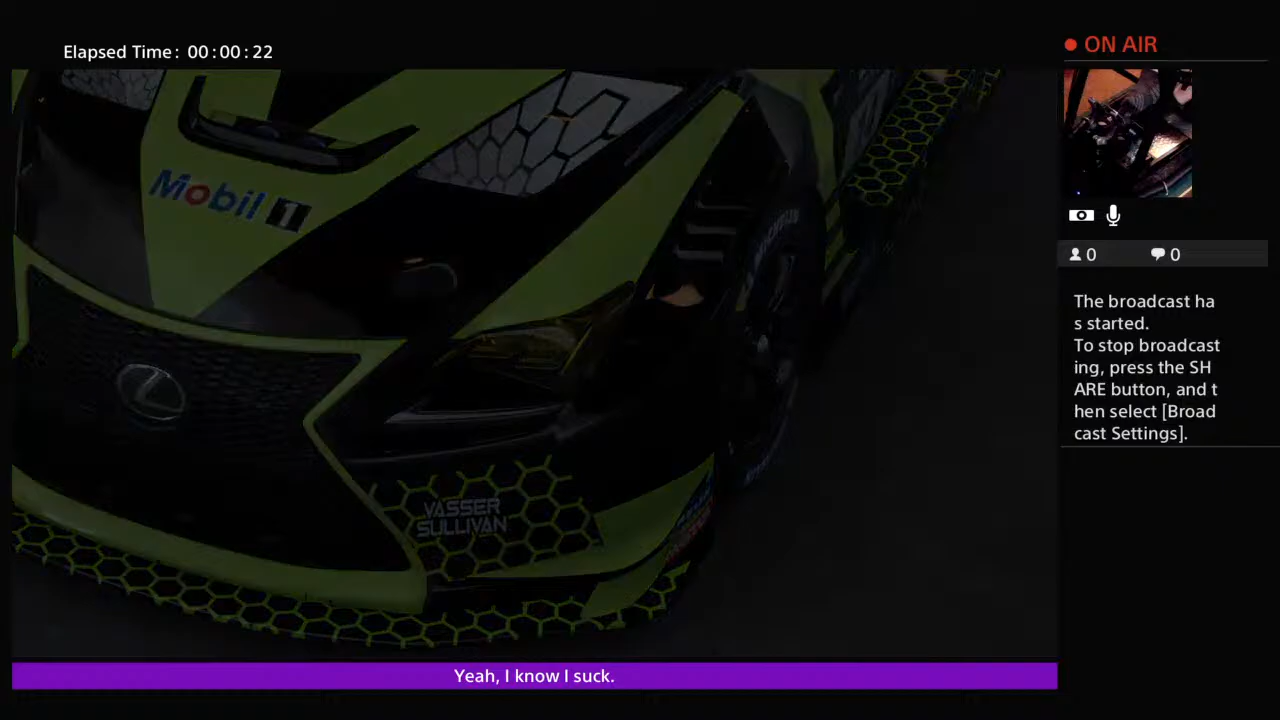 Elapsed Time: 00:00:22
ON AIR
Mobil 1
MICHELIN
VASSER
SULLIVAN
0
0
The broadcast ha
s started.
To stop broadcast
ing, press the SH
ARE button, and t
hen select [Broad
cast Settings].
Yeah, I know I suck.